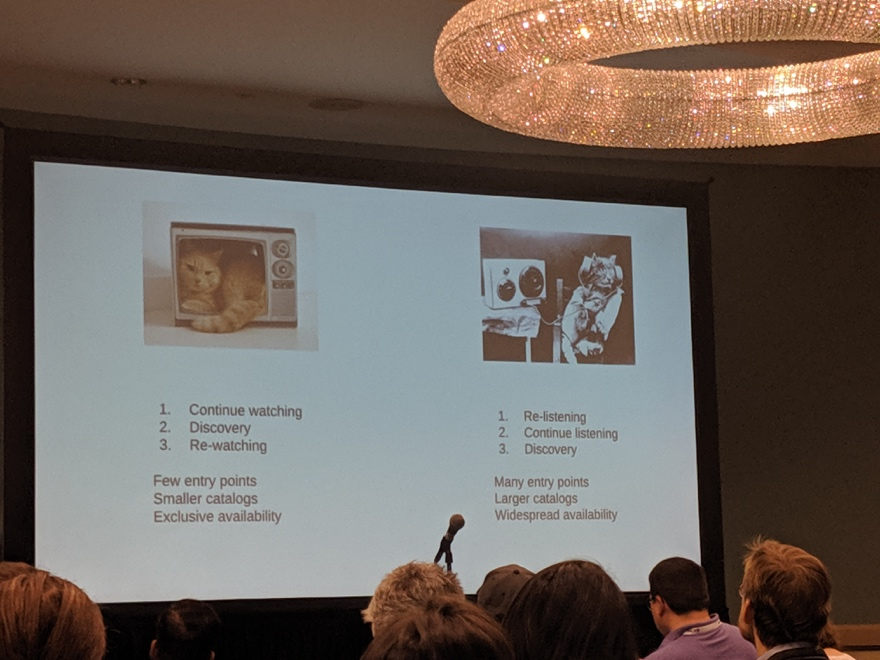 1. Continue watching
2. Discovery
3. Re-watching
Few entry points
Smaller catalogs
Exclusive availability
1. Re-listening
2. Continue listening
3. Discovery
Many entry points
Larger catalogs
Widespread availability